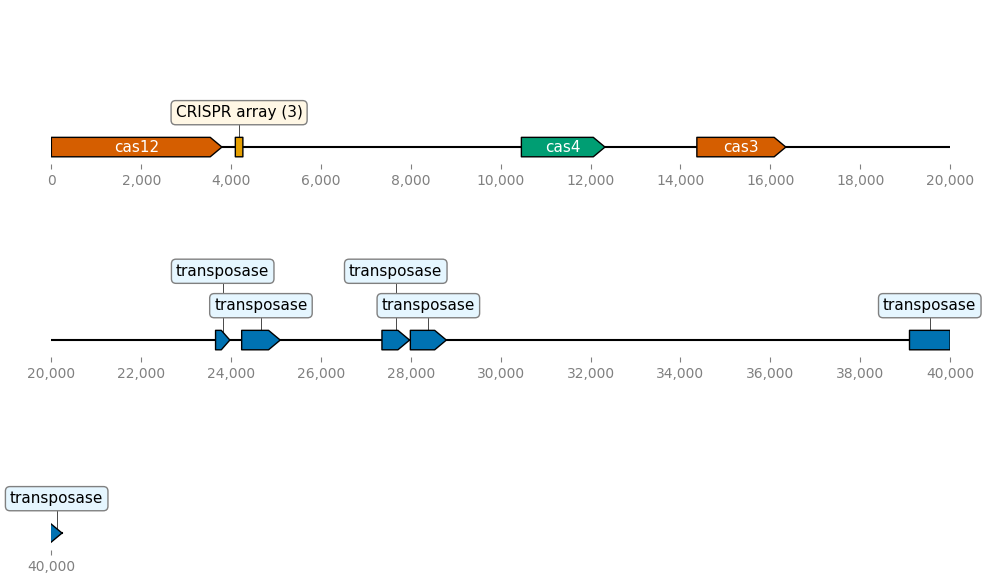 CRISPR array (3)
cas12 cas4 cas3
0 2,000 4,000 6,000 8,000 10,000 12,000 14,000 16,000 18,000 20,000
transposase transposase
transposase transposase transposase
20,000 22,000 24,000 26,000 28,000 30,000 32,000 34,000 36,000 38,000 40,000
transposase
40,000